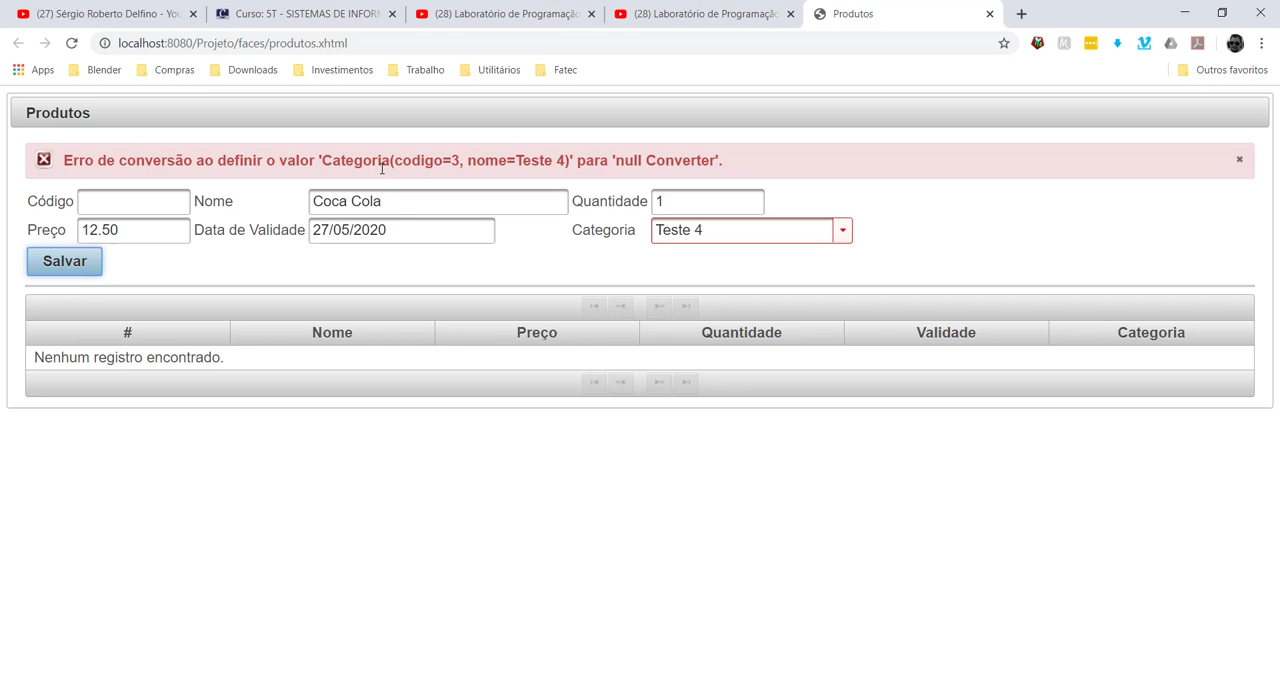 (27) Sérgio Roberto Delfino - You
Curso: 5T - SISTEMAS DE INFORM
(28) Laboratório de Programação
(28) Laboratório de Programação
Produtos
localhost:8080/Projeto/faces/produtos.xhtml
Apps
Blender
Compras
Downloads
Investimentos
Trabalho
Utilitários
Fatec
Outros favoritos
Produtos
Erro de conversão ao definir o valor 'Categoria(codigo=3, nome=Teste 4)' para 'null Converter'.
Código
Nome
Coca Cola
Quantidade
1
Preço
12.50
Data de Validade
27/05/2020
Categoria
Teste 4
Salvar
#
Nome
Preço
Quantidade
Validade
Categoria
Nenhum registro encontrado.